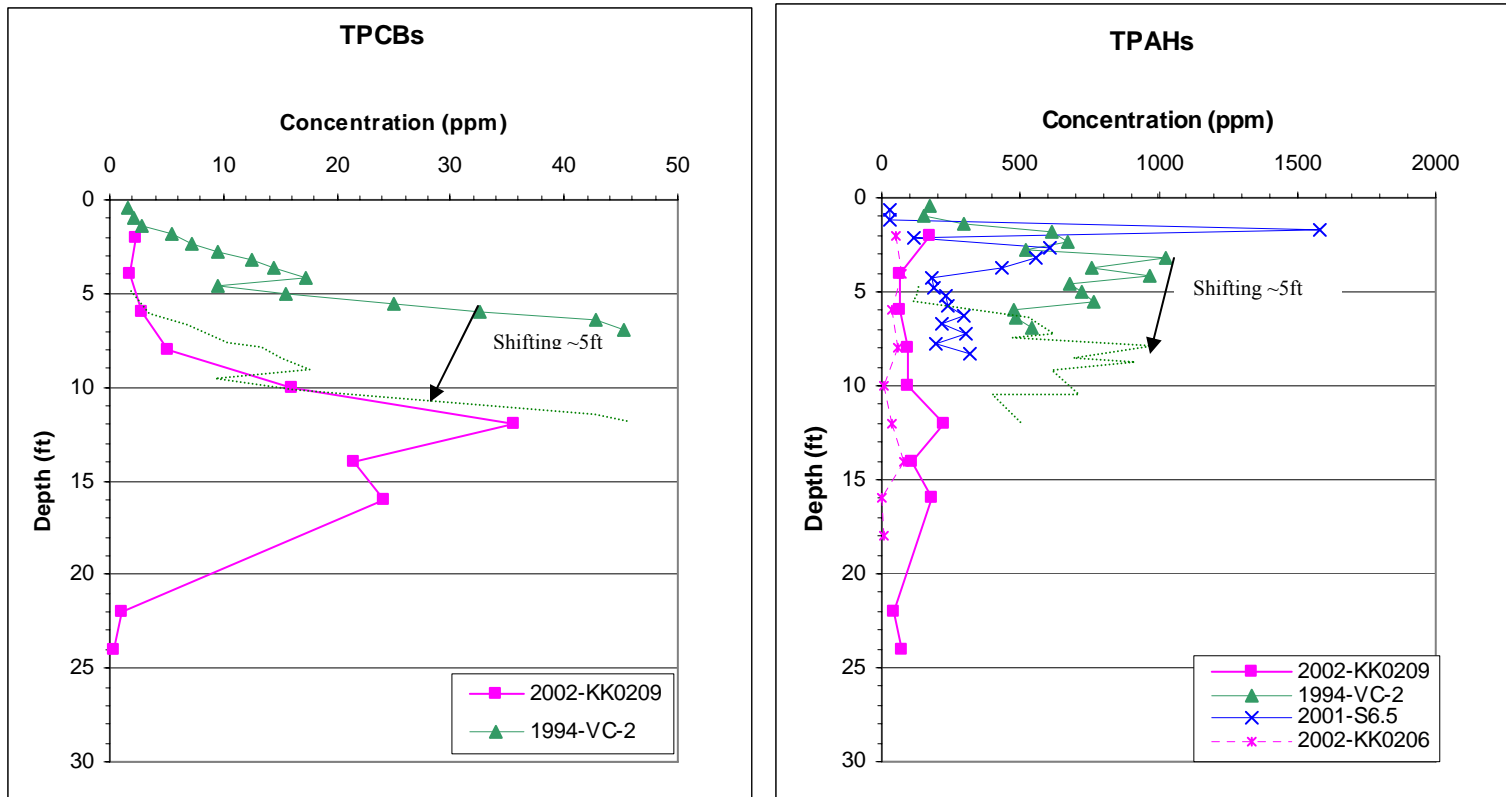 TPCBs
Concentration (ppm)
0 10 20 30 40 50
0
5
10
15
20
25
30
Depth (ft)
Shifting ~5ft
2002-KK0209
1994-VC-2
TPAHs
Concentration (ppm)
0 500 1000 1500 2000
0
5
10
15
20
25
30
Depth (ft)
Shifting ~5ft
2002-KK0209
1994-VC-2
2001-S6.5
2002-KK0206